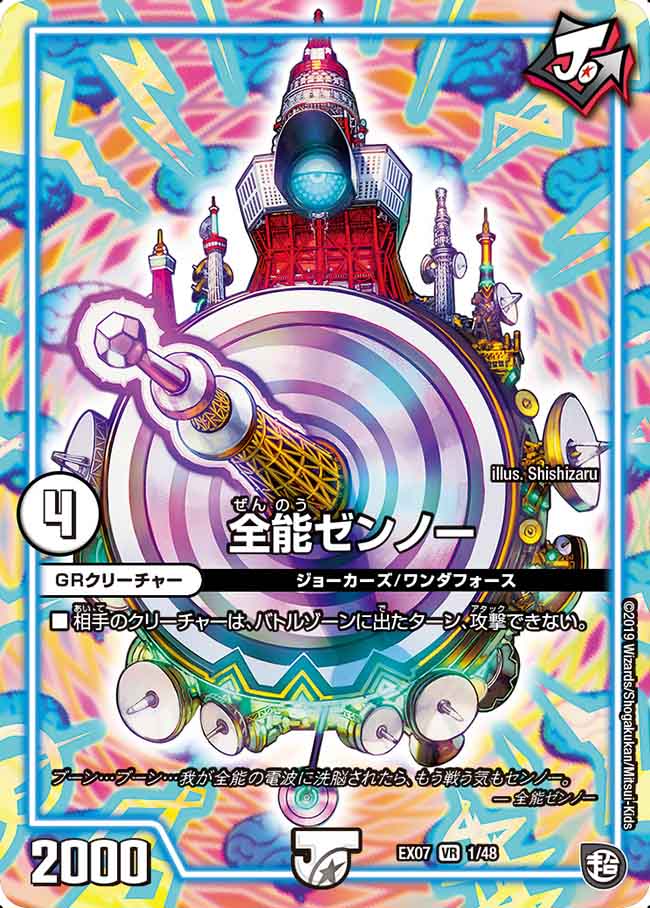 J
illus. Shishizaru
4
ぜんのう
全能ゼンノー
GRクリーチャー
ジョーカーズ/ワンダフォース
あいて で アタック
■ 相手のクリーチャーは、バトルゾーンに出たターン、攻撃できない。
©2019 Wizards/Shogakukan/Mitsui-Kids
ブーン…ブーン…我が全能の電波に洗脳されたら、もう戦う気もセンノー。
― 全能ゼンノー
2000
J
EX07 VR 1/48
超